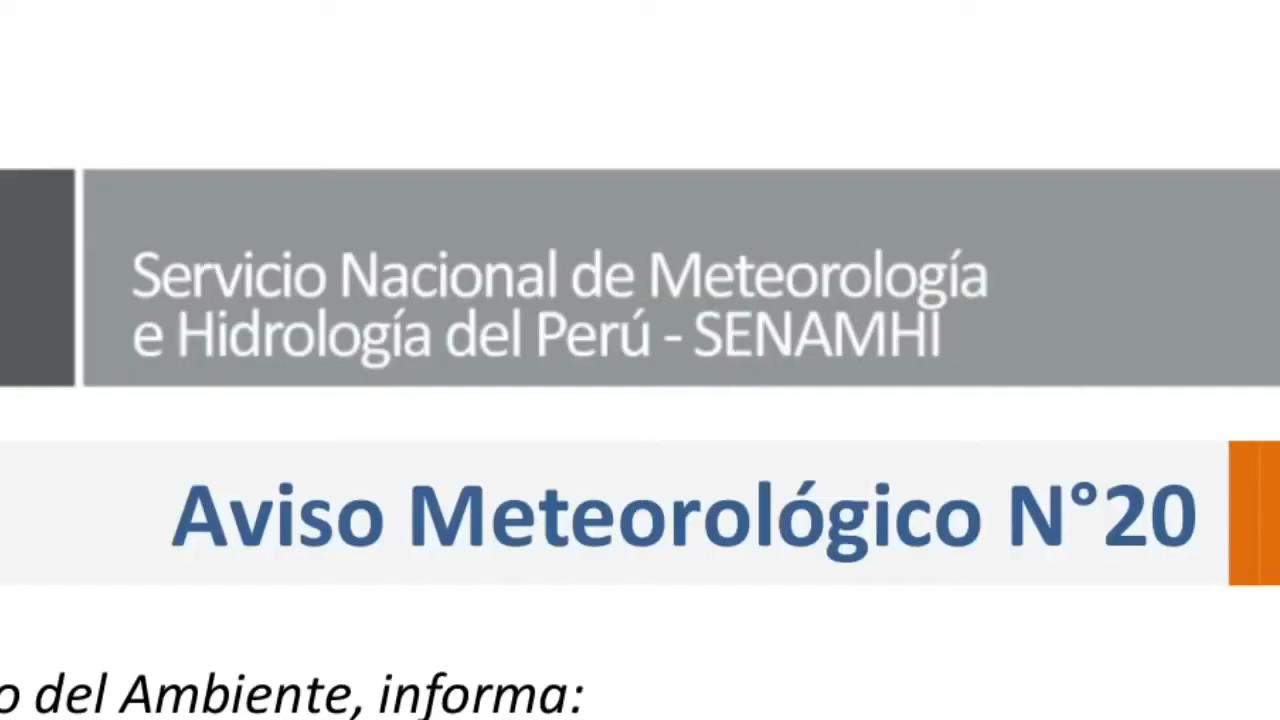 Servicio Nacional de Meteorología
e Hidrología del Perú - SENAMHI
Aviso Meteorológico N°20
o del Ambiente, informa: